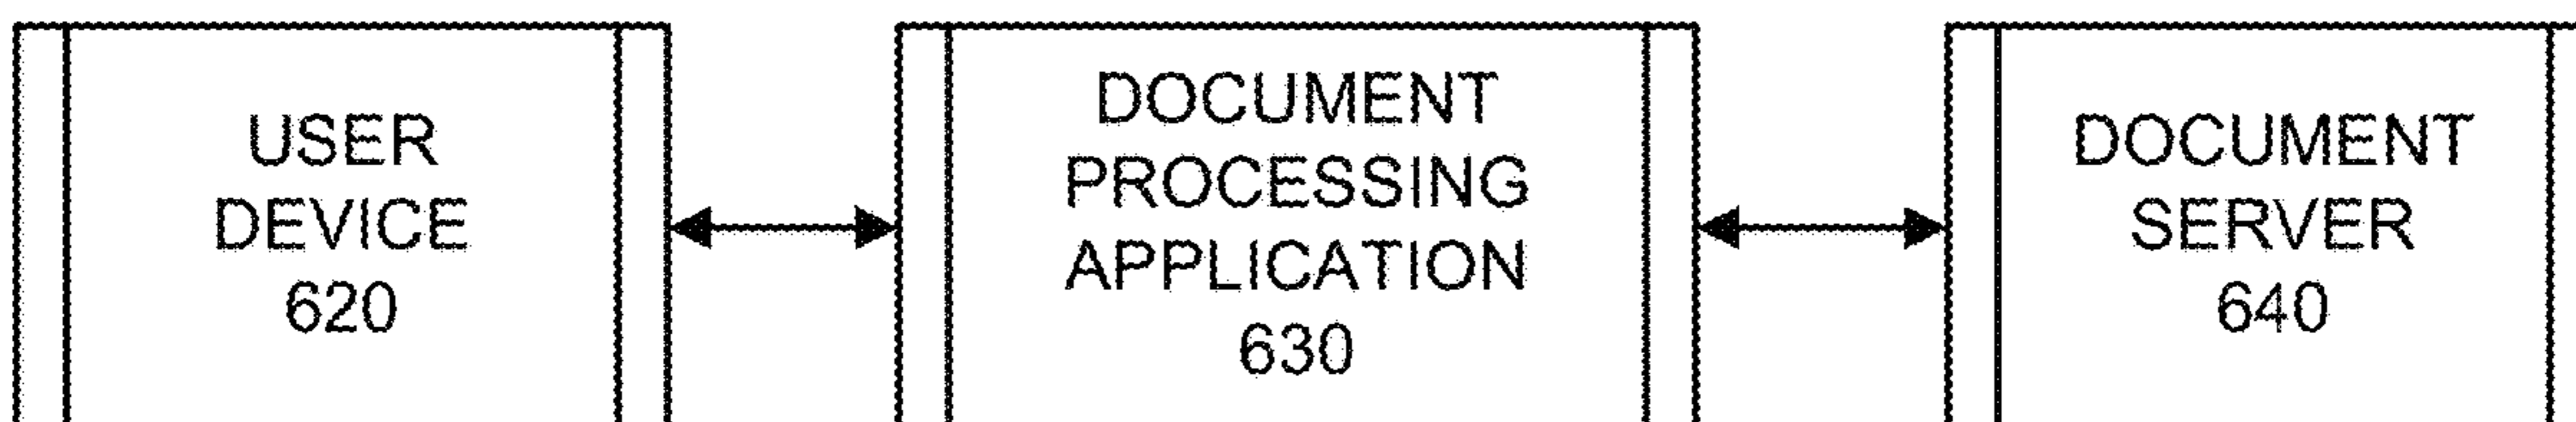 USER
DEVICE
620
DOCUMENT
PROCESSING
APPLICATION
630
DOCUMENT
SERVER
640